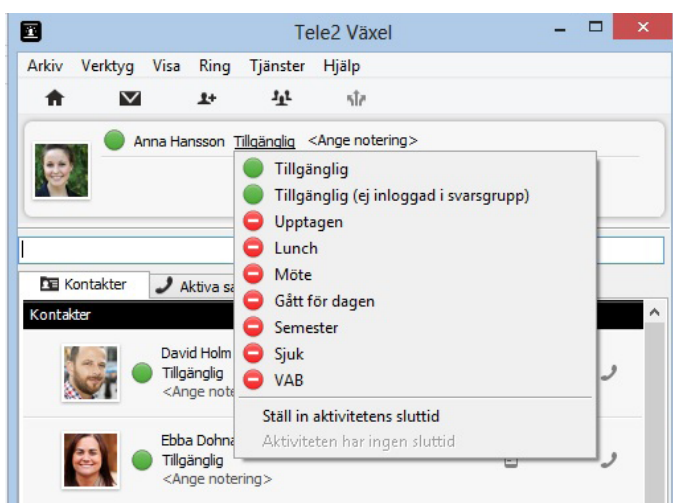 Tele2 Växel
Arkiv Verktyg Visa Ring Tjänster Hjälp
Anna Hansson Tillgänglig <Ange notering>
Tillgänglig
Tillgänglig (ej inloggad i svarsgrupp)
Upptagen
Lunch
Möte
Gått för dagen
Semester
Sjuk
VAB
Ställ in aktivitetens sluttid
Aktiviteten har ingen sluttid
Kontakter Aktiva
Kontakter
David Holm
Tillgänglig
<Ange
Ebba Dohna
Tillgänglig
<Ange notering>